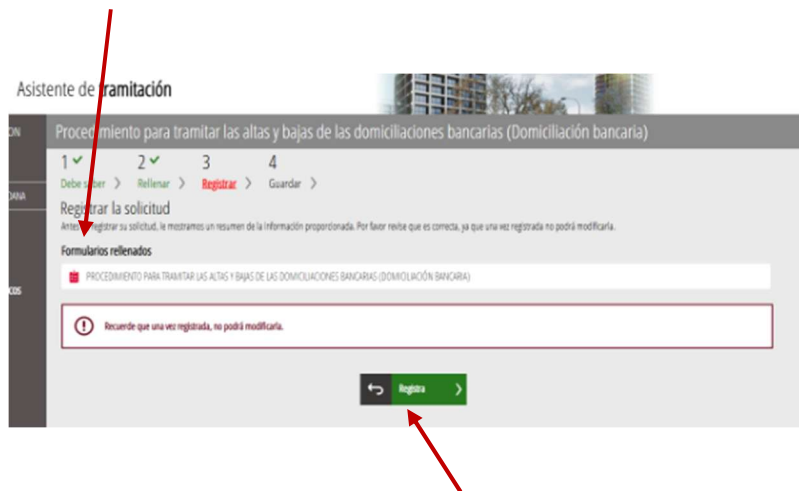 Asistente de tramitación
ON
Procedimiento para tramitar las altas y bajas de las domiciliaciones bancarias (Domiciliación bancaria)
1 2 3 4
Debe saber > Rellenar > Registrar > Guardar >
DANA
Registrar la solicitud
Antes de registrar su solicitud, le mostramos un resumen de la información proporcionada. Por favor revise que es correcta, ya que una vez registrada no podrá modificarla.
Formularios rellenados
PROCEDIMIENTO PARA TRAMITAR LAS ALTAS Y BAJAS DE LAS DOMICILIACIONES BANCARIAS (DOMICILIACIÓN BANCARIA)
COS
Recuerde que una vez registrada, no podrá modificarla.
Registra >